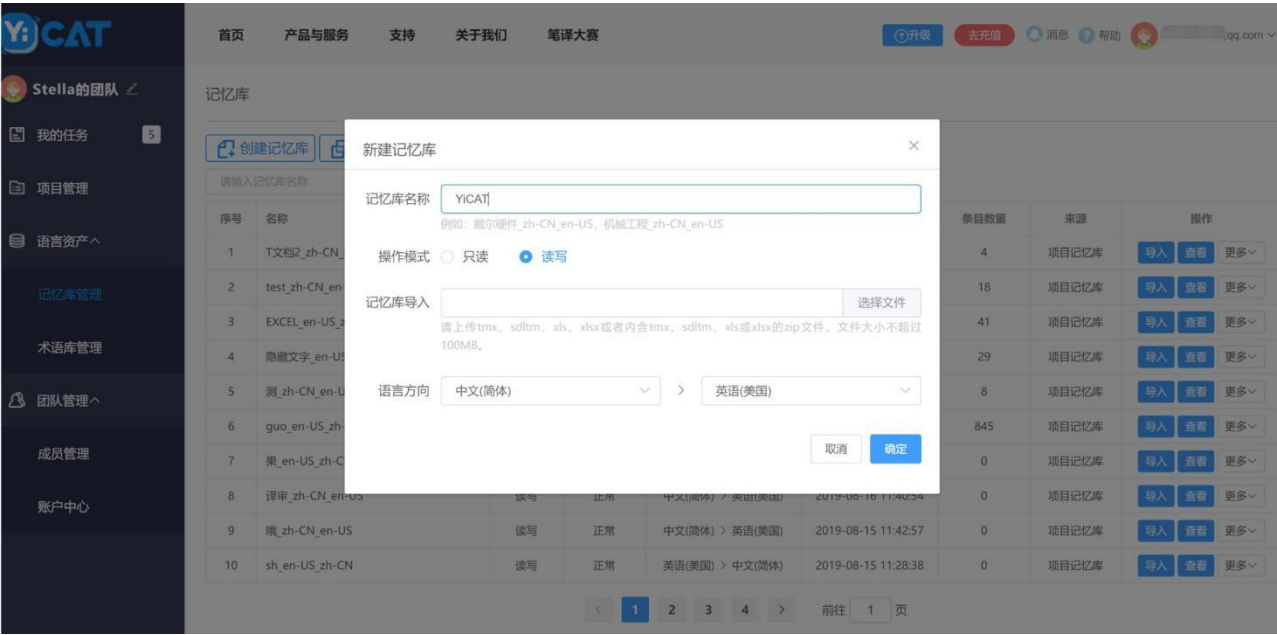 YiCAT
首页 产品与服务 支持 关于我们 笔译大赛 升级 去充值 消息 帮助 qq.com
Stella的团队
我的任务 5
项目管理
语言资产
记忆库管理
术语库管理
团队管理
成员管理
账户中心
记忆库
创建记忆库
请输入记忆库名称
新建记忆库
记忆库名称 YiCAT
例如：戴尔硬件_zh-CN_en-US、机械工程_zh-CN_en-US
操作模式 只读 读写
记忆库导入 选择文件
请上传tmx、sdltm、xls、xlsx或者内含tmx、sdltm、xls或xlsx的zip文件，文件大小不超过
100MB。
语言方向 中文(简体) > 英语(美国)
取消 确定
序号 名称 条目数量 来源 操作
1 T文档2_zh-CN_ 4 项目记忆库 导入 查看 更多
2 test_zh-CN_en- 18 项目记忆库 导入 查看 更多
3 EXCEL_en-US_z 41 项目记忆库 导入 查看 更多
4 隐藏文字_en-US 29 项目记忆库 导入 查看 更多
5 测_zh-CN_en-U 8 项目记忆库 导入 查看 更多
6 guo_en-US_zh- 845 项目记忆库 导入 查看 更多
7 果_en-US_zh-C 0 项目记忆库 导入 查看 更多
8 译审_zh-CN_en-US 读写 正常 中文(简体) > 英语(美国) 2019-08-16 11:40:54 0 项目记忆库 导入 查看 更多
9 哦_zh-CN_en-US 读写 正常 中文(简体) > 英语(美国) 2019-08-15 11:42:57 0 项目记忆库 导入 查看 更多
10 sh_en-US_zh-CN 读写 正常 英语(美国) > 中文(简体) 2019-08-15 11:28:38 0 项目记忆库 导入 查看 更多
< 1 2 3 4 > 前往 1 页